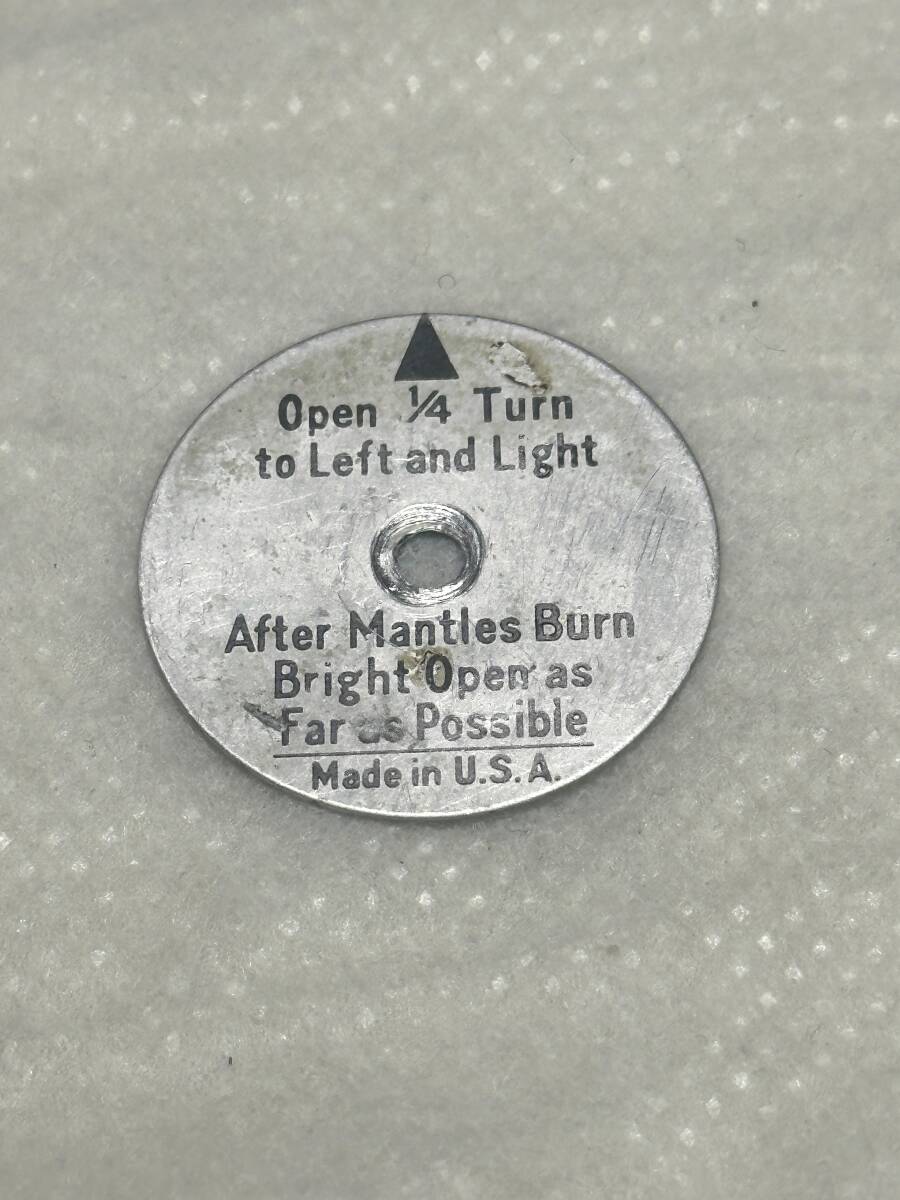 Open ¼ Turn
to Left and Light
After Mantles Burn
Bright Open as
Far as Possible
Made in U.S.A.